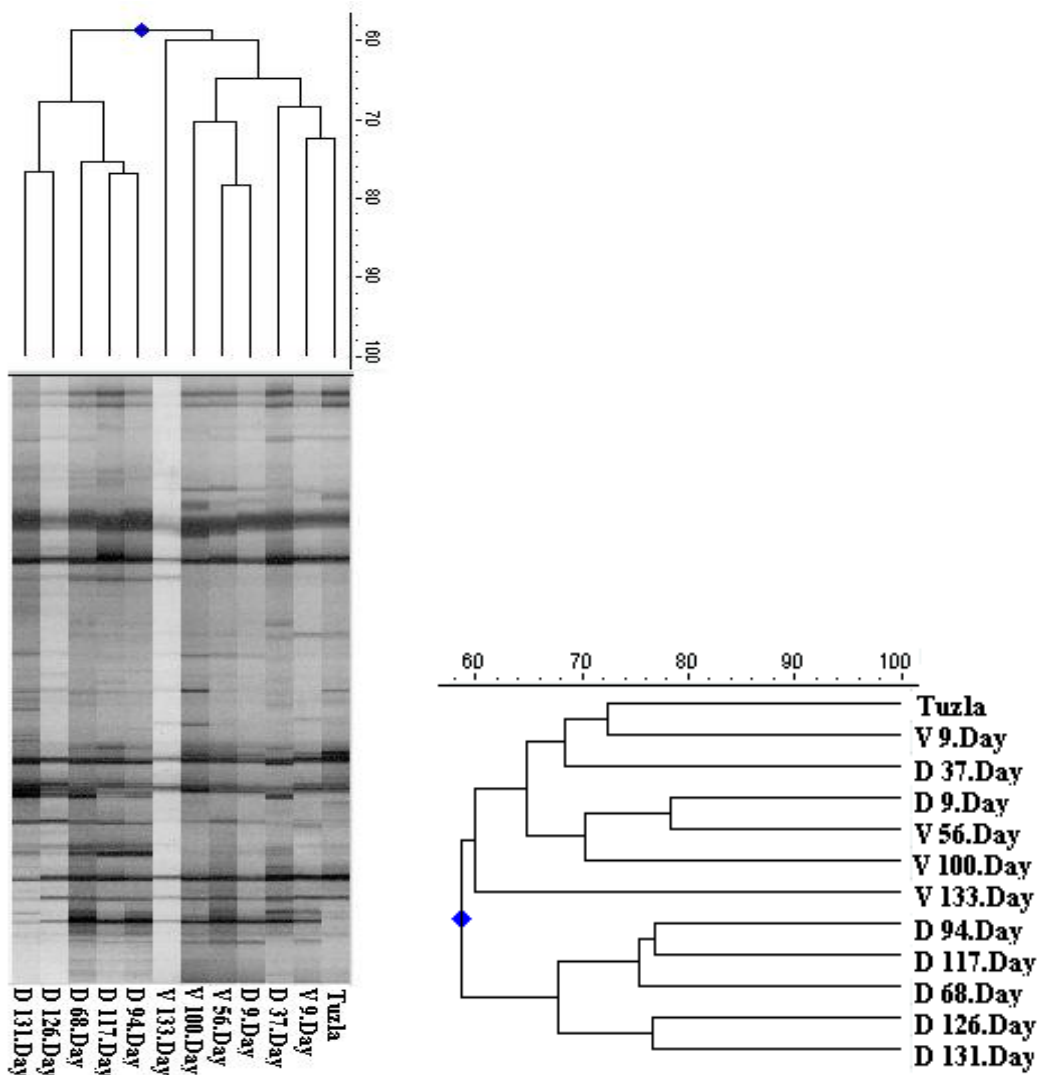 60
70
80
90
100
D 131.Day
D 126.Day
D 68.Day
D 117.Day
D 94.Day
V 133.Day
V 100.Day
V 56.Day
D 9.Day
D 37.Day
V 9.Day
Tuzla
60 70 80 90 100
Tuzla
V 9.Day
D 37.Day
D 9.Day
V 56.Day
V 100.Day
V 133.Day
D 94.Day
D 117.Day
D 68.Day
D 126.Day
D 131.Day